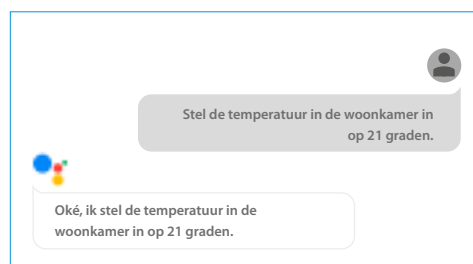 Stel de temperatuur in de woonkamer in
op 21 graden.
Oké, ik stel de temperatuur in de
woonkamer in op 21 graden.